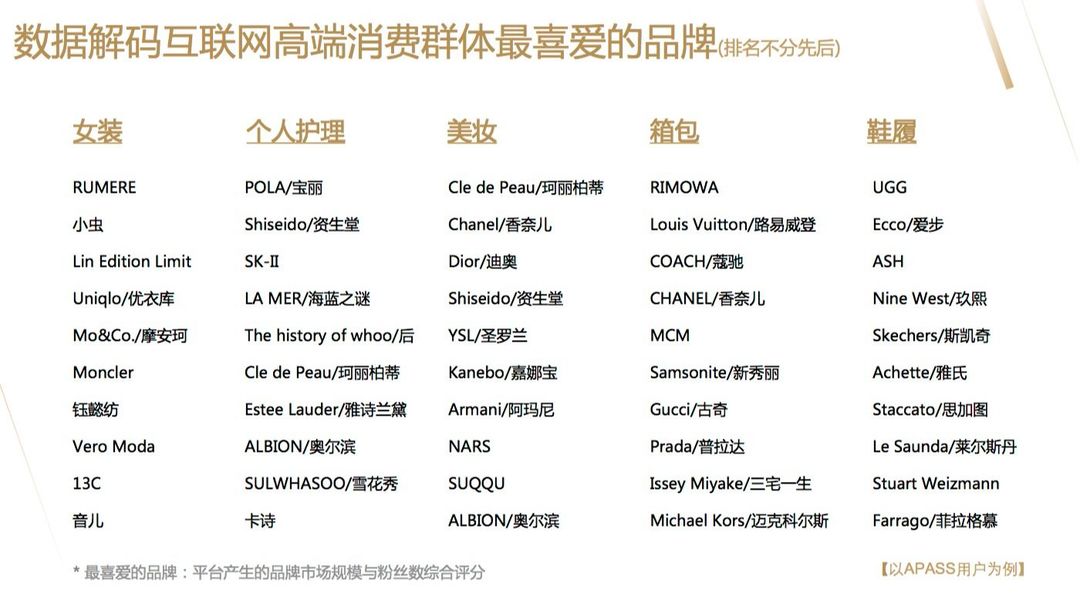 数据解码互联网高端消费群体最喜爱的品牌(排名不分先后)
女装
RUMERE
小虫
Lin Edition Limit
Uniqlo/优衣库
Mo&Co./摩安珂
Moncler
钰懿纺
Vero Moda
13C
音儿
个人护理
POLA/宝丽
Shiseido/资生堂
SK-II
LA MER/海蓝之谜
The history of whoo/后
Cle de Peau/珂丽柏蒂
Estee Lauder/雅诗兰黛
ALBION/奥尔滨
SULWHASOO/雪花秀
卡诗
美妆
Cle de Peau/珂丽柏蒂
Chanel/香奈儿
Dior/迪奥
Shiseido/资生堂
YSL/圣罗兰
Kanebo/嘉娜宝
Armani/阿玛尼
NARS
SUQQU
ALBION/奥尔滨
箱包
RIMOWA
Louis Vuitton/路易威登
COACH/蔻驰
CHANEL/香奈儿
MCM
Samsonite/新秀丽
Gucci/古奇
Prada/普拉达
Issey Miyake/三宅一生
Michael Kors/迈克科尔斯
鞋履
UGG
Ecco/爱步
ASH
Nine West/玖熙
Skechers/斯凯奇
Achette/雅氏
Staccato/思加图
Le Saunda/莱尔斯丹
Stuart Weizmann
Farrago/菲拉格慕
* 最喜爱的品牌：平台产生的品牌市场规模与粉丝数综合评分
【以APASS用户为例】